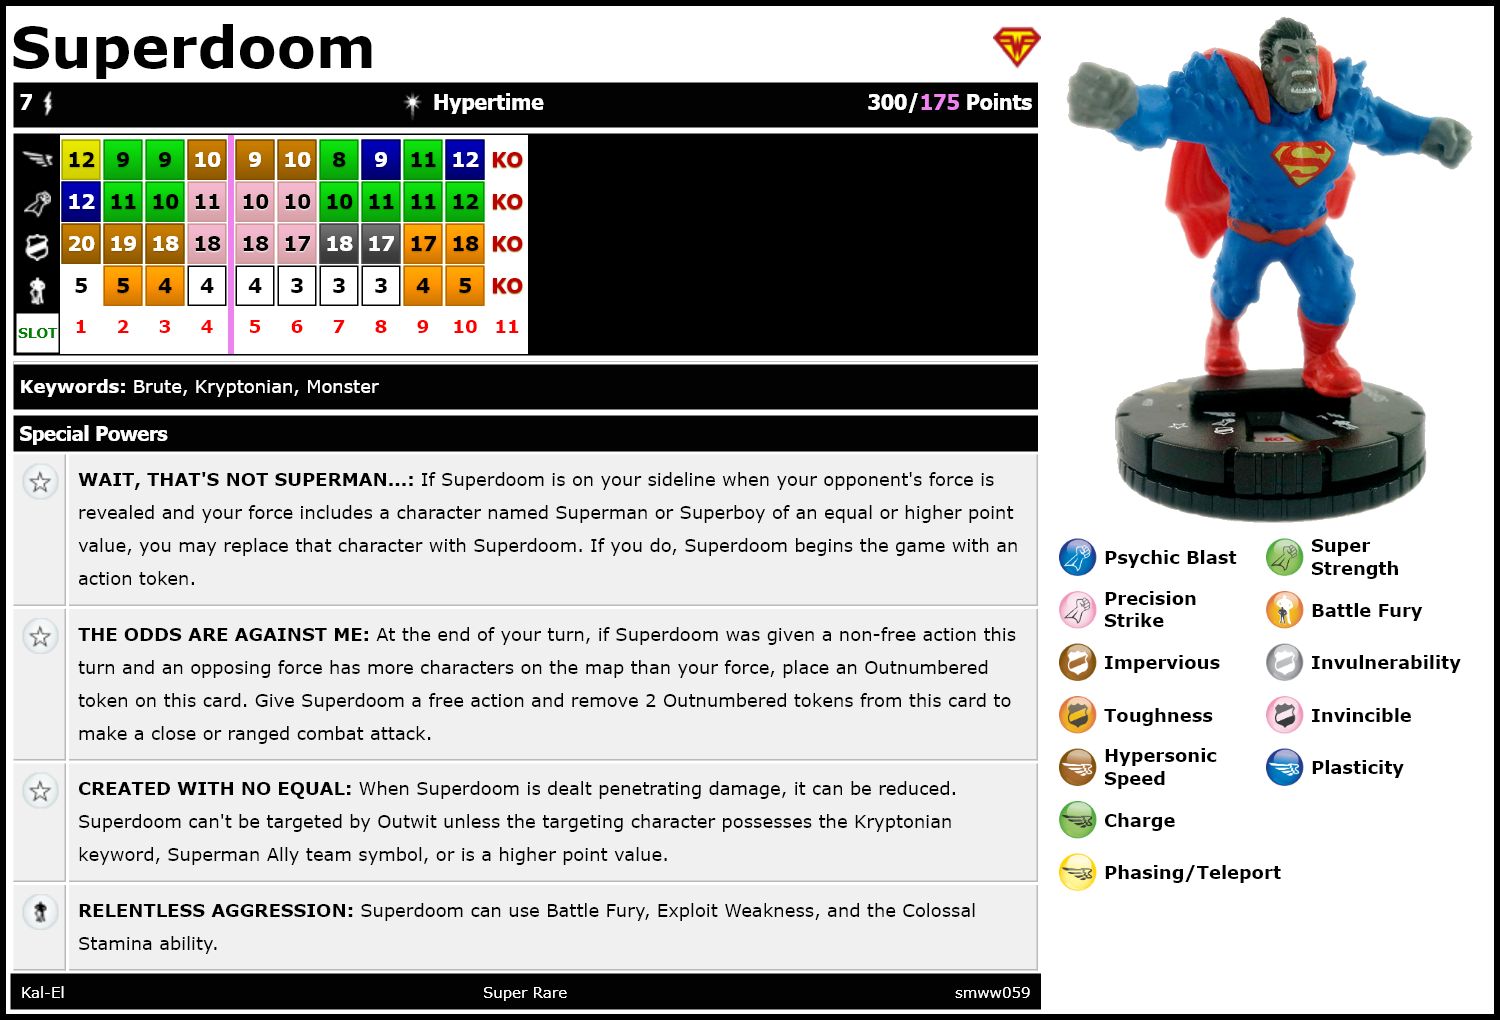 Superdoom
7 Hypertime 300/175 Points
12 9 9 10 9 10 8 9 11 12 KO
12 11 10 11 10 10 10 11 11 12 KO
20 19 18 18 18 17 18 17 17 18 KO
5 5 4 4 4 3 3 3 4 5 KO
SLOT 1 2 3 4 5 6 7 8 9 10 11
Keywords: Brute, Kryptonian, Monster
Special Powers
WAIT, THAT'S NOT SUPERMAN...: If Superdoom is on your sideline when your opponent's force is
revealed and your force includes a character named Superman or Superboy of an equal or higher point
value, you may replace that character with Superdoom. If you do, Superdoom begins the game with an
action token.
THE ODDS ARE AGAINST ME: At the end of your turn, if Superdoom was given a non-free action this
turn and an opposing force has more characters on the map than your force, place an Outnumbered
token on this card. Give Superdoom a free action and remove 2 Outnumbered tokens from this card to
make a close or ranged combat attack.
CREATED WITH NO EQUAL: When Superdoom is dealt penetrating damage, it can be reduced.
Superdoom can't be targeted by Outwit unless the targeting character possesses the Kryptonian
keyword, Superman Ally team symbol, or is a higher point value.
RELENTLESS AGGRESSION: Superdoom can use Battle Fury, Exploit Weakness, and the Colossal
Stamina ability.
Kal-El Super Rare smww059
KO
Psychic Blast
Super
Strength
Precision
Strike
Battle Fury
Impervious
Invulnerability
Toughness
Invincible
Hypersonic
Speed
Plasticity
Charge
Phasing/Teleport